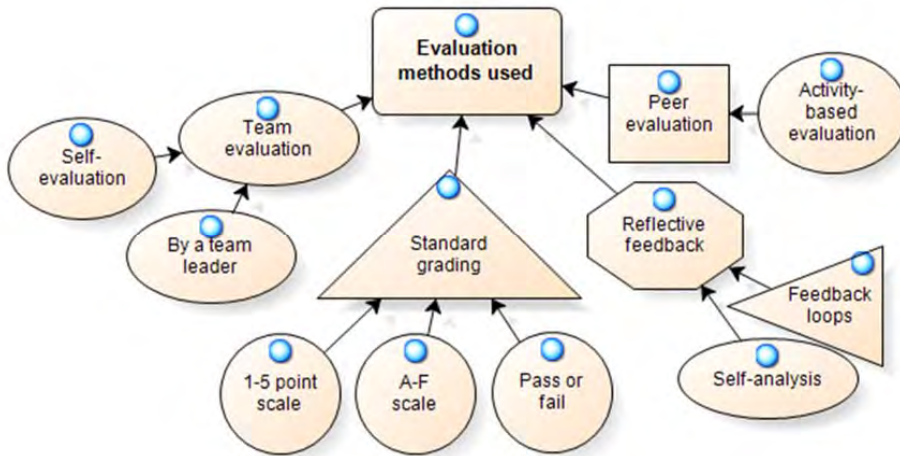 Evaluation
methods used
Team
evaluation
Self-
evaluation
By a team
leader
Standard
grading
1-5 point
scale
A-F
scale
Pass or
fail
Peer
evaluation
Activity-
based
evaluation
Reflective
feedback
Feedback
loops
Self-analysis